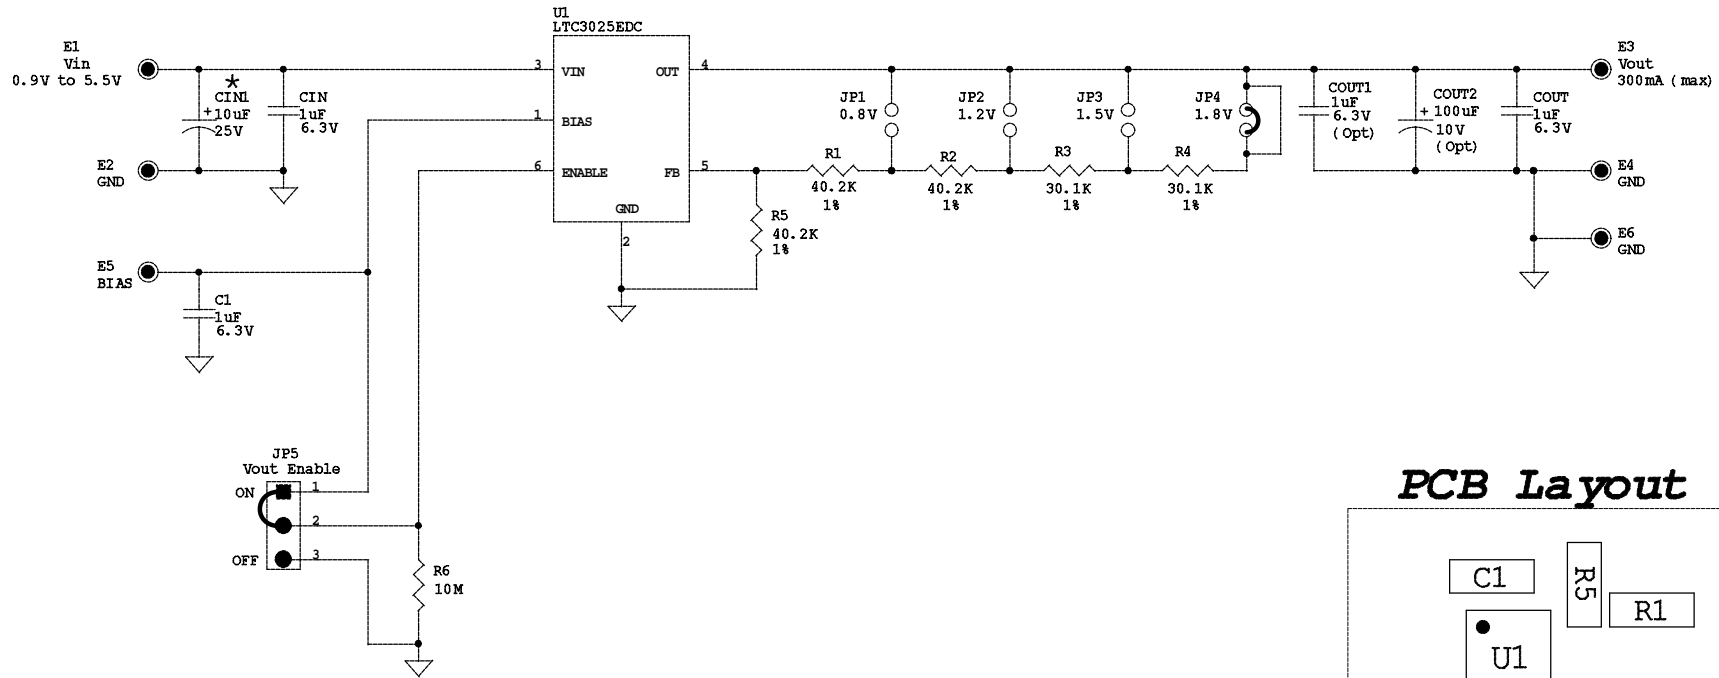 U1
LTC3025EDC
E1
Vin
0.9V to 5.5V
*
CIN1
+
10uF
25V
CIN
1uF
6.3V
3
VIN
OUT
4
1
BIAS
6
ENABLE
FB
5
GND
2
E2
GND
E5
BIAS
C1
1uF
6.3V
JP1
0.8V
JP2
1.2V
JP3
1.5V
JP4
1.8V
R1
40.2K
1%
R2
40.2K
1%
R3
30.1K
1%
R4
30.1K
1%
R5
40.2K
1%
COUT1
1uF
6.3V
(Opt)
COUT2
+
100uF
10V
(Opt)
COUT
1uF
6.3V
E3
Vout
300mA (max)
E4
GND
E6
GND
JP5
Vout Enable
ON
1
2
OFF
3
R6
10M
PCB Layout
C1
R5
R1
U1